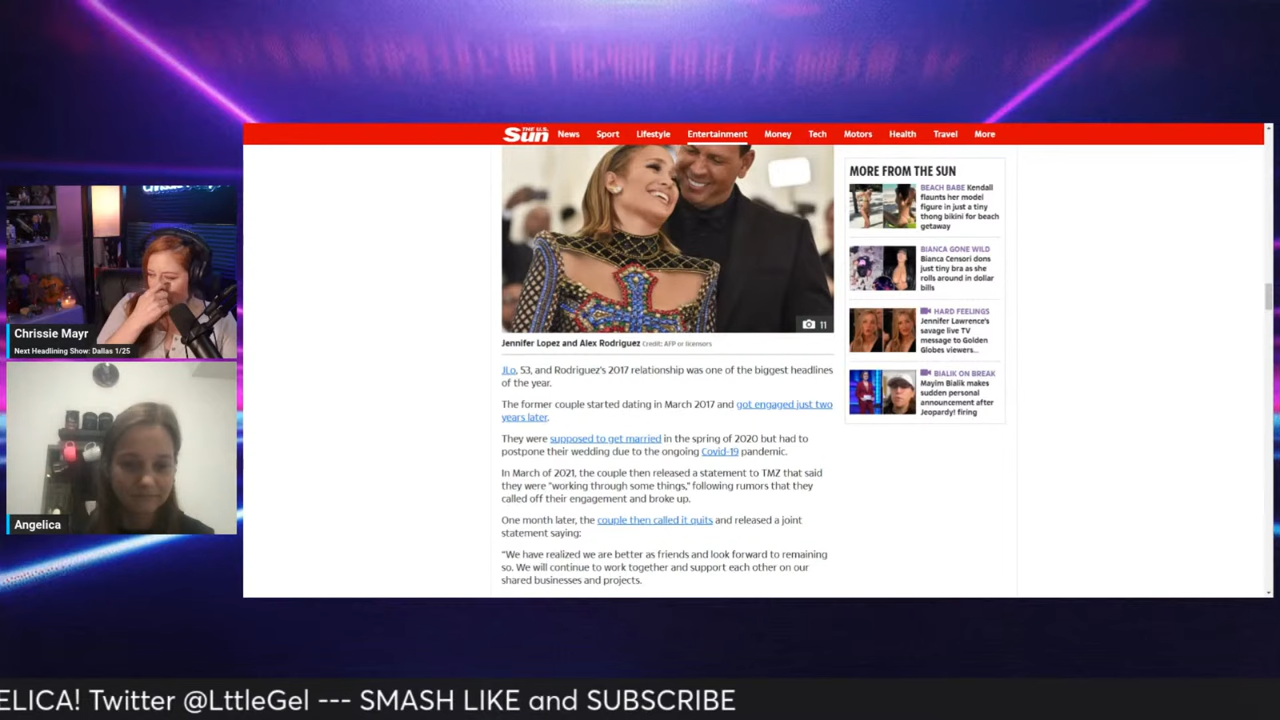 THE U.S. Sun News Sport Lifestyle Entertainment Money Tech Motors Health Travel More
11
Jennifer Lopez and Alex Rodriguez Credit: AFP or licensors
JLo, 53, and Rodriguez's 2017 relationship was one of the biggest headlines
of the year.
The former couple started dating in March 2017 and got engaged just two
years later.
They were supposed to get married in the spring of 2020 but had to
postpone their wedding due to the ongoing Covid-19 pandemic.
In March of 2021, the couple then released a statement to TMZ that said
they were "working through some things," following rumors that they
called off their engagement and broke up.
One month later, the couple then called it quits and released a joint
statement saying:
"We have realized we are better as friends and look forward to remaining
so. We will continue to work together and support each other on our
shared businesses and projects.
MORE FROM THE SUN
BEACH BABE Kendall
flaunts her model
figure in just a tiny
thong bikini for beach
getaway
BIANCA GONE WILD
Bianca Censori dons
just tiny bra as she
rolls around in dollar
bills
HARD FEELINGS
Jennifer Lawrence's
savage live TV
message to Golden
Globes viewers...
BIALIK ON BREAK
Mayim Bialik makes
sudden personal
announcement after
Jeopardy! firing
Chrissie Mayr
Next Headlining Show: Dallas 1/25
Angelica
ELICA! Twitter @LttleGel --- SMASH LIKE and SUBSCRIBE